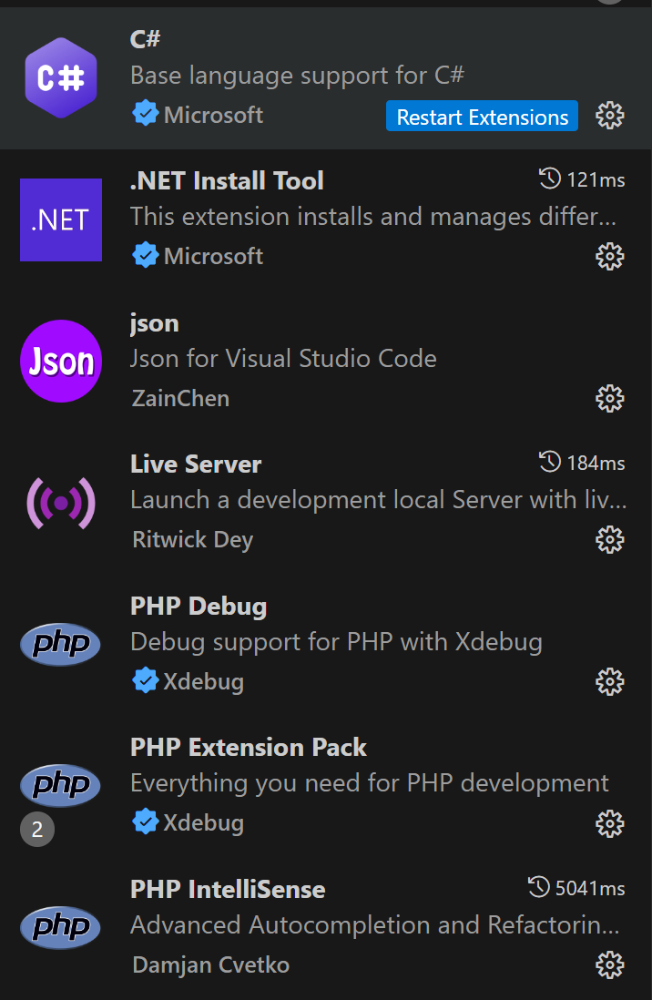 C#
C#
Base language support for C#
Microsoft
Restart Extensions
.NET
.NET Install Tool
121ms
This extension installs and manages differ...
Microsoft
Json
json
Json for Visual Studio Code
ZainChen
Live Server
184ms
Launch a development local Server with liv...
Ritwick Dey
php
PHP Debug
Debug support for PHP with Xdebug
Xdebug
php
2
PHP Extension Pack
Everything you need for PHP development
Xdebug
php
PHP IntelliSense
5041ms
Advanced Autocompletion and Refactorin...
Damjan Cvetko